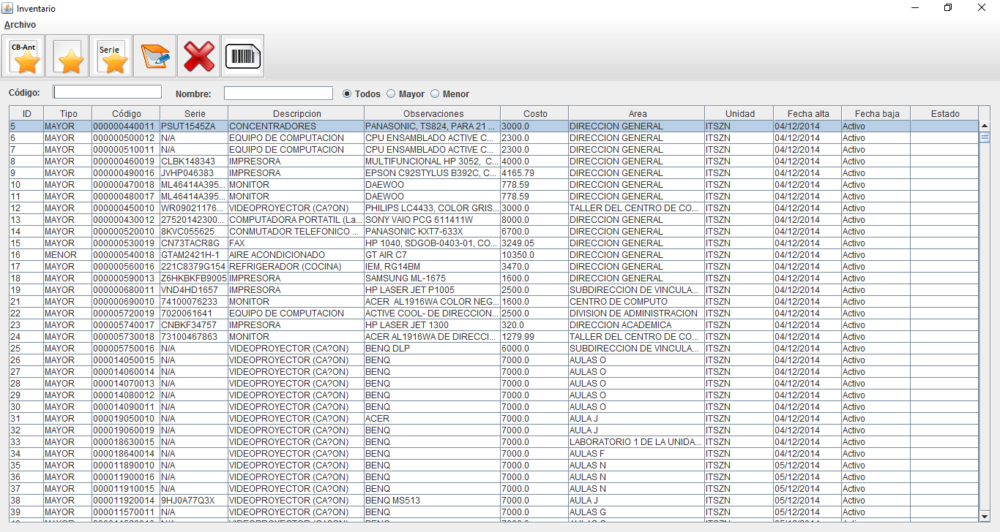 Inventario
Archivo
CB-Ant
Serie
Código: Nombre: Todos Mayor Menor
ID Tipo Código Serie Descripcion Observaciones Costo Area Unidad Fecha alta Fecha baja Estado
5 MAYOR 000000440011 PSUT1545ZA CONCENTRADORES PANASONIC, TS824, PARA 21 ... 3000.0 DIRECCION GENERAL ITSZN 04/12/2014 Activo
6 MAYOR 000000500012 N/A EQUIPO DE COMPUTACION CPU ENSAMBLADO ACTIVE C... 2300.0 DIRECCION GENERAL ITSZN 04/12/2014 Activo
7 MAYOR 000000510011 N/A EQUIPO DE COMPUTACION CPU ENSAMBLADO ACTIVE C... 2300.0 DIRECCION GENERAL ITSZN 04/12/2014 Activo
8 MAYOR 000000460019 CLBK148343 IMPRESORA MULTIFUNCIONAL HP 3052, C... 4000.0 DIRECCION GENERAL ITSZN 04/12/2014 Activo
9 MAYOR 000000490016 JVHP046383 IMPRESORA EPSON C92STYLUS B392C, C... 4165.79 DIRECCION GENERAL ITSZN 04/12/2014 Activo
10 MAYOR 000000470018 ML46414A395... MONITOR DAEWOO 778.59 DIRECCION GENERAL ITSZN 04/12/2014 Activo
11 MAYOR 000000480017 ML46414A395... MONITOR DAEWOO 778.59 DIRECCION GENERAL ITSZN 04/12/2014 Activo
12 MAYOR 000000450010 WR09021176... VIDEOPROYECTOR (CA?ON) PHILIPS LC4433, COLOR GRIS... 3000.0 TALLER DEL CENTRO DE CO... ITSZN 04/12/2014 Activo
13 MAYOR 000000430012 27520142300... COMPUTADORA PORTATIL (La... SONY VAIO PCG 611411W 8000.0 DIRECCION GENERAL ITSZN 04/12/2014 Activo
14 MAYOR 000000520010 8KVC055625 CONMUTADOR TELEFONICO ... PANASONIC KXT7-633X 6700.0 DIRECCION GENERAL ITSZN 04/12/2014 Activo
15 MAYOR 000000530019 CN73TACR8G FAX HP 1040, SDGOB-0403-01, CO... 3249.05 DIRECCION GENERAL ITSZN 04/12/2014 Activo
16 MENOR 000000540018 GTAM2421H-1 AIRE ACONDICIONADO GT AIR C7 10350.0 DIRECCION GENERAL ITSZN 04/12/2014 Activo
17 MAYOR 000000560016 221C8379G154 REFRIGERADOR (COCINA) IEM, RG14BM 3470.0 DIRECCION GENERAL ITSZN 04/12/2014 Activo
18 MAYOR 000000590013 Z6HKBKFB9005 IMPRESORA SAMSUNG ML-1675 1600.0 DIRECCION GENERAL ITSZN 04/12/2014 Activo
19 MAYOR 000000680011 VND4HD1657 IMPRESORA HP LASER JET P1005 2500.0 SUBDIRECCION DE VINCULA... ITSZN 04/12/2014 Activo
21 MAYOR 000000690010 74100076233 MONITOR ACER AL1916WA COLOR NEG... 1600.0 CENTRO DE COMPUTO ITSZN 04/12/2014 Activo
22 MAYOR 000005720019 7020061641 EQUIPO DE COMPUTACION ACTIVE COOL- DE DIRECCION... 2500.0 DIVISION DE ADMINISTRACION ITSZN 04/12/2014 Activo
23 MAYOR 000005740017 CNBKF34757 IMPRESORA HP LASER JET 1300 320.0 DIRECCION ACADEMICA ITSZN 04/12/2014 Activo
24 MAYOR 000005730018 73100467863 MONITOR ACER AL1916WA DE DIRECCI... 1279.99 TALLER DEL CENTRO DE CO... ITSZN 04/12/2014 Activo
25 MAYOR 000005750016 N/A VIDEOPROYECTOR (CA?ON) BENQ DLP 6000.0 SUBDIRECCION DE VINCULA... ITSZN 04/12/2014 Activo
26 MAYOR 000014050015 N/A VIDEOPROYECTOR (CA?ON) BENQ 7000.0 AULAS O ITSZN 04/12/2014 Activo
27 MAYOR 000014060014 N/A VIDEOPROYECTOR (CA?ON) BENQ 7000.0 AULAS O ITSZN 04/12/2014 Activo
28 MAYOR 000014070013 N/A VIDEOPROYECTOR (CA?ON) BENQ 7000.0 AULAS O ITSZN 04/12/2014 Activo
29 MAYOR 000014080012 N/A VIDEOPROYECTOR (CA?ON) BENQ 7000.0 AULAS O ITSZN 04/12/2014 Activo
30 MAYOR 000014090011 N/A VIDEOPROYECTOR (CA?ON) BENQ 7000.0 AULAS O ITSZN 04/12/2014 Activo
31 MAYOR 000019050010 N/A VIDEOPROYECTOR (CA?ON) ACER 7000.0 AULA J ITSZN 04/12/2014 Activo
32 MAYOR 000019060019 N/A VIDEOPROYECTOR (CA?ON) BENQ 7000.0 AULA J ITSZN 04/12/2014 Activo
33 MAYOR 000018630015 N/A VIDEOPROYECTOR (CA?ON) BENQ 7000.0 LABORATORIO 1 DE LA UNIDA... ITSZN 04/12/2014 Activo
34 MAYOR 000018640014 N/A VIDEOPROYECTOR (CA?ON) BENQ 7000.0 AULAS F ITSZN 04/12/2014 Activo
35 MAYOR 000011890010 N/A VIDEOPROYECTOR (CA?ON) BENQ 7000.0 AULAS N ITSZN 05/12/2014 Activo
36 MAYOR 000011900016 N/A VIDEOPROYECTOR (CA?ON) BENQ 7000.0 AULAS N ITSZN 05/12/2014 Activo
37 MAYOR 000011910015 N/A VIDEOPROYECTOR (CA?ON) BENQ 7000.0 AULAS N ITSZN 05/12/2014 Activo
38 MAYOR 000011920014 9HJ0A77Q3X VIDEOPROYECTOR (CA?ON) BENQ MS513 7000.0 AULA J ITSZN 05/12/2014 Activo
39 MAYOR 000011570011 N/A VIDEOPROYECTOR (CA?ON) BENQ 7000.0 AULAS G ITSZN 05/12/2014 Activo